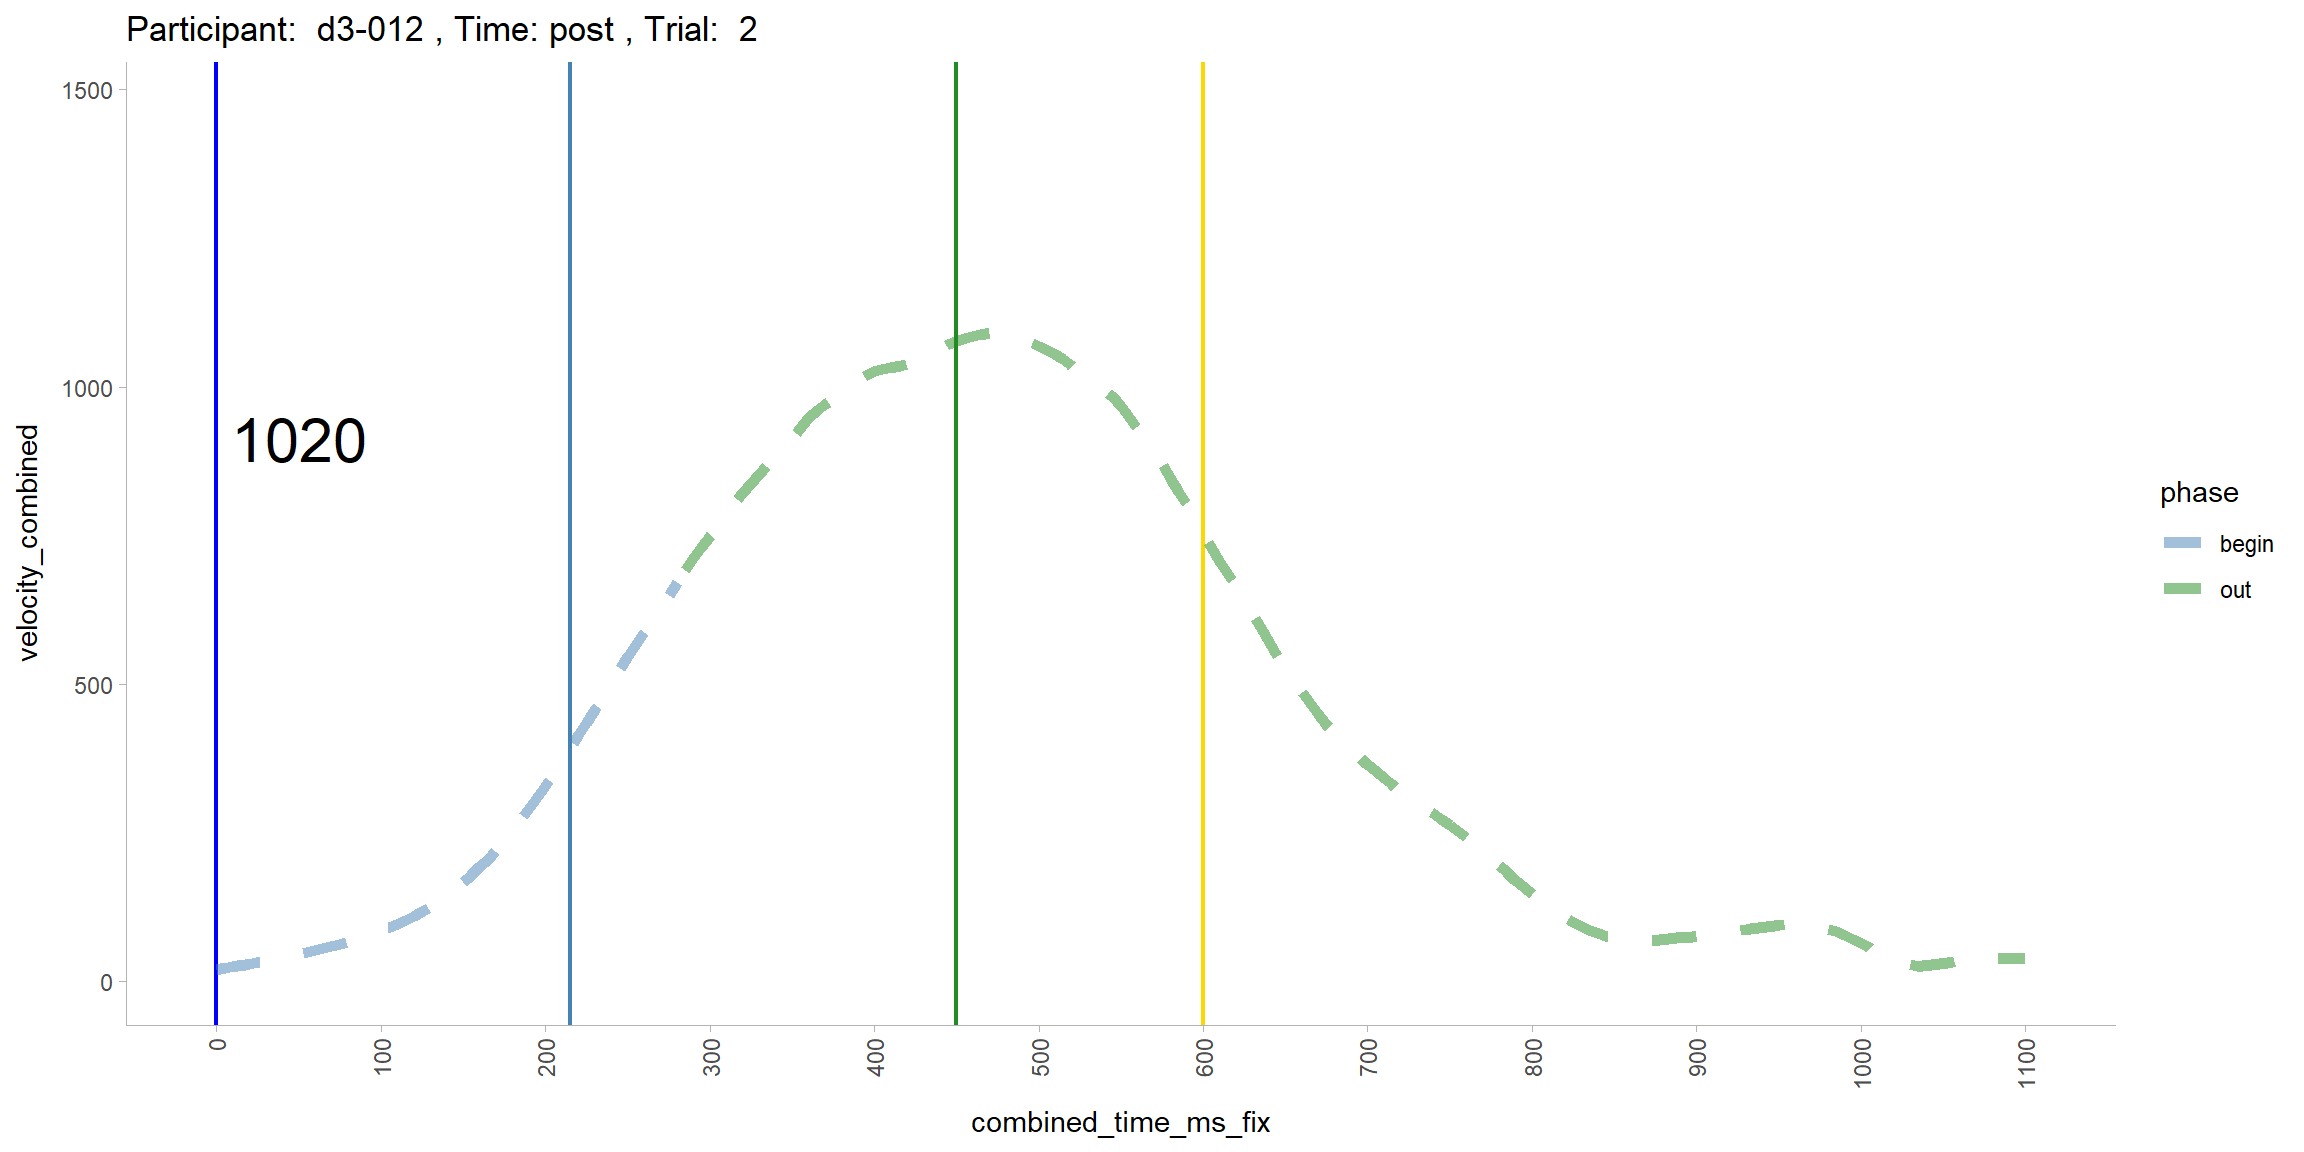 Participant:  d3-012 , Time: post , Trial:  2
1500
1000
500
0
velocity_combined
1020
0
100
200
300
400
500
600
700
800
900
1000
1100
combined_time_ms_fix
phase
begin
out